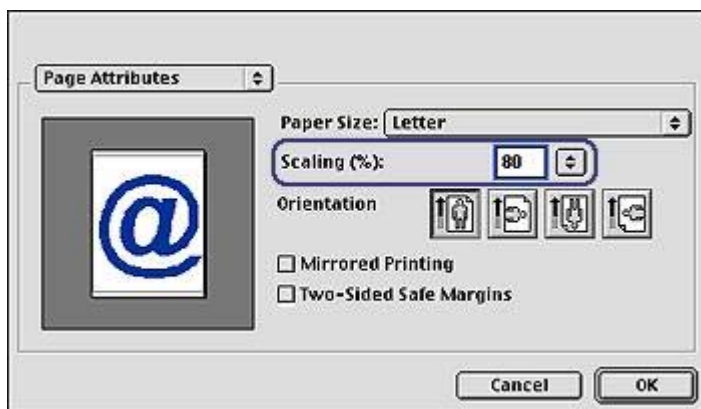 Page Attributes
Paper Size: Letter
Scaling (%): 80
Orientation
@
Mirrored Printing
Two-Sided Safe Margins
Cancel OK